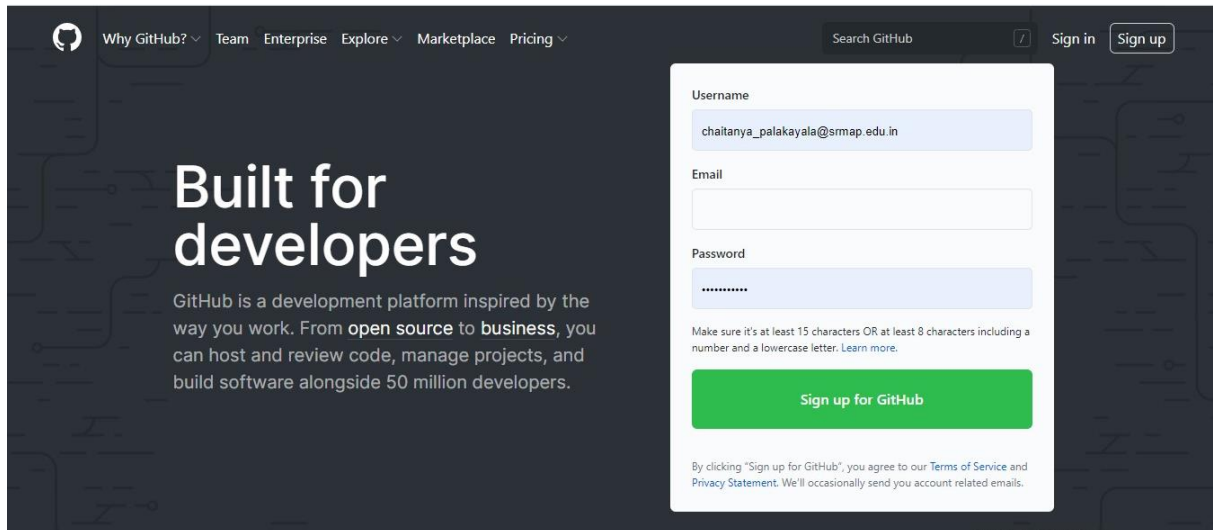 Why GitHub? Team Enterprise Explore Marketplace Pricing Search GitHub / Sign in Sign up
Built for
developers
GitHub is a development platform inspired by the
way you work. From open source to business, you
can host and review code, manage projects, and
build software alongside 50 million developers.
Username
chaitanya_palakayala@srmap.edu.in
Email
Password
•••••••••••
Make sure it's at least 15 characters OR at least 8 characters including a
number and a lowercase letter. Learn more.
Sign up for GitHub
By clicking “Sign up for GitHub”, you agree to our Terms of Service and
Privacy Statement. We'll occasionally send you account related emails.